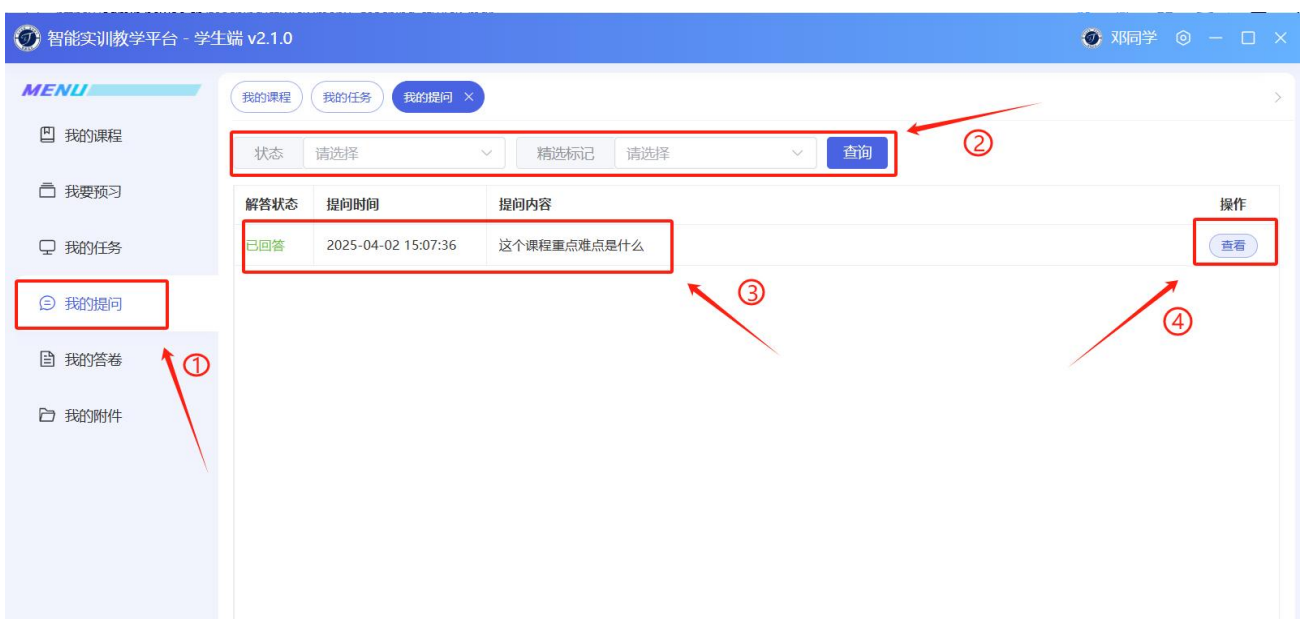 智能实训教学平台 - 学生端 v2.1.0
邓同学
MENU
我的课程
我要预习
我的任务
我的提问
我的答卷
我的附件
①
我的课程 我的任务 我的提问
状态 请选择 精选标记 请选择 查询
②
解答状态 提问时间 提问内容 操作
已回答 2025-04-02 15:07:36 这个课程重点难点是什么 查看
③
④